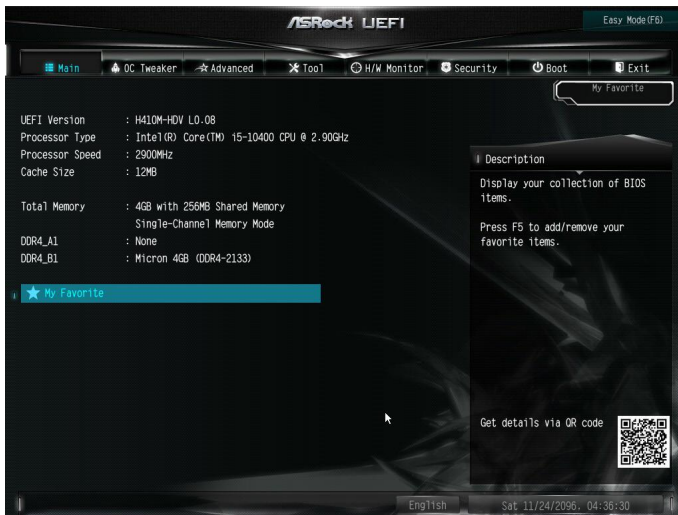 ASRock UEFI
Easy Mode(F6)
Main
OC Tweaker
Advanced
Tool
H/W Monitor
Security
Boot
Exit
My Favorite
UEFI Version : H410M-HDV L0.08
Processor Type : Intel(R) Core(TM) i5-10400 CPU @ 2.90GHz
Processor Speed : 2900MHz
Cache Size : 12MB
Total Memory : 4GB with 256MB Shared Memory
Single-Channel Memory Mode
DDR4_A1 : None
DDR4_B1 : Micron 4GB (DDR4-2133)
My Favorite
Description
Display your collection of BIOS
items.
Press F5 to add/remove your
favorite items.
Get details via QR code
English
Sat 11/24/2096. 04:36:30